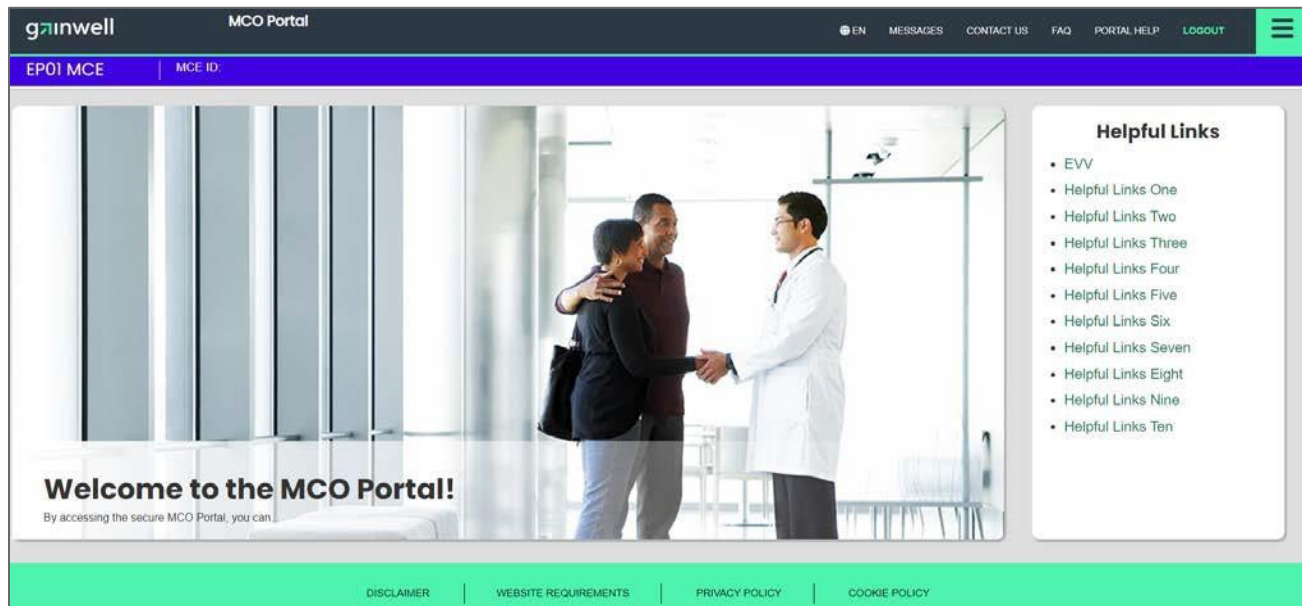 gainwell
MCO Portal
EN MESSAGES CONTACT US FAQ PORTAL HELP LOGOUT
EP01 MCE
MCE ID:
Helpful Links
EVV
Helpful Links One
Helpful Links Two
Helpful Links Three
Helpful Links Four
Helpful Links Five
Helpful Links Six
Helpful Links Seven
Helpful Links Eight
Helpful Links Nine
Helpful Links Ten
Welcome to the MCO Portal!
By accessing the secure MCO Portal, you can...
DISCLAIMER WEBSITE REQUIREMENTS PRIVACY POLICY COOKIE POLICY